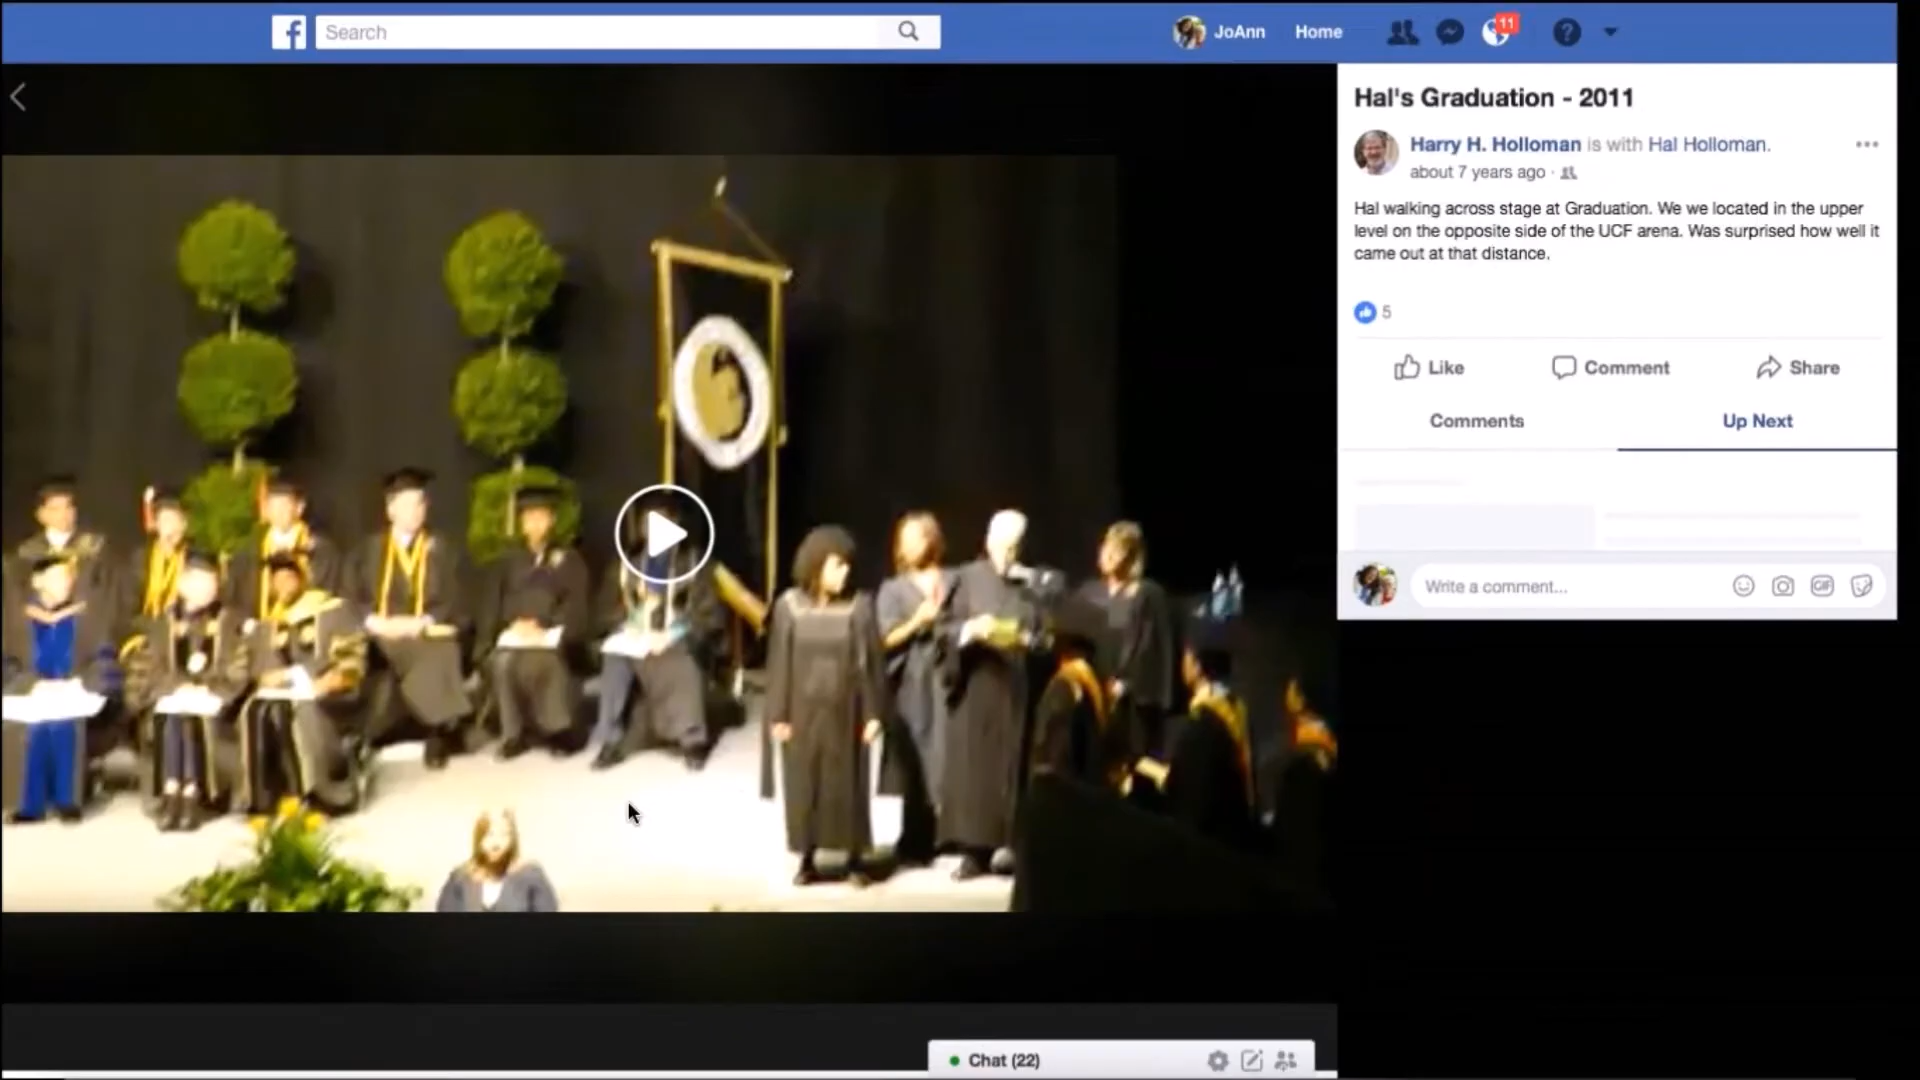 Search
JoAnn
Home
11
?
Hal's Graduation - 2011
Harry H. Holloman is with Hal Holloman.
about 7 years ago ·
Hal walking across stage at Graduation. We we located in the upper
level on the opposite side of the UCF arena. Was surprised how well it
came out at that distance.
5
Like
Comment
Share
Comments
Up Next
Write a comment...
GIF
Chat (22)